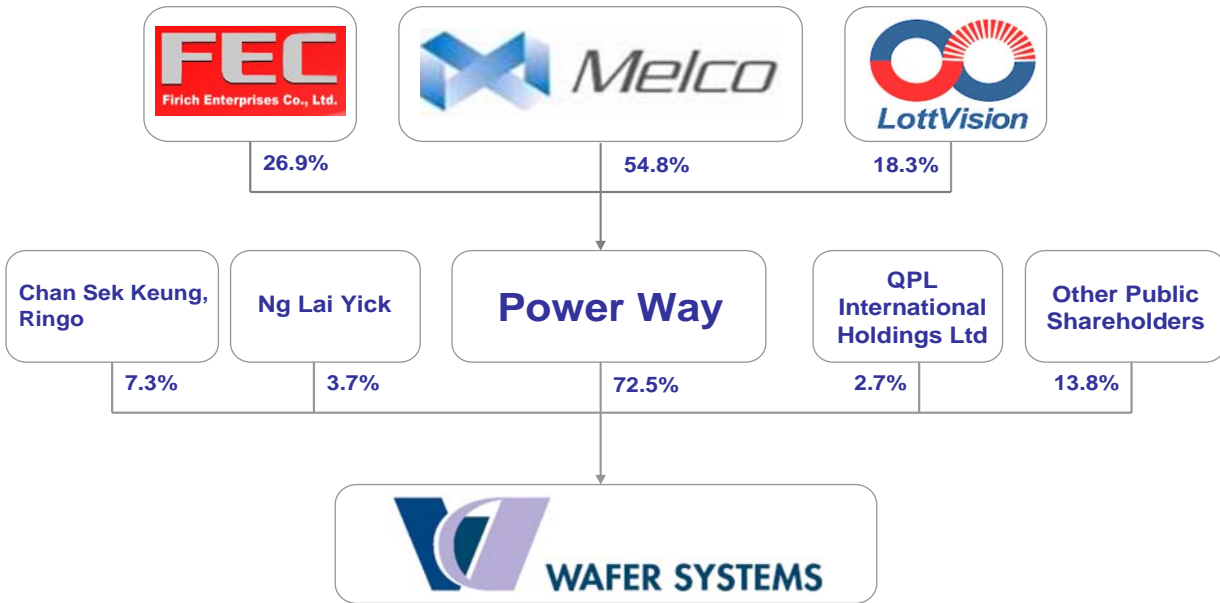 FEC
Firich Enterprises Co., Ltd.
Melco
LottVision
26.9%
54.8%
18.3%
Chan Sek Keung,
Ringo
Ng Lai Yick
Power Way
QPL
International
Holdings Ltd
Other Public
Shareholders
7.3%
3.7%
72.5%
2.7%
13.8%
WAFER SYSTEMS